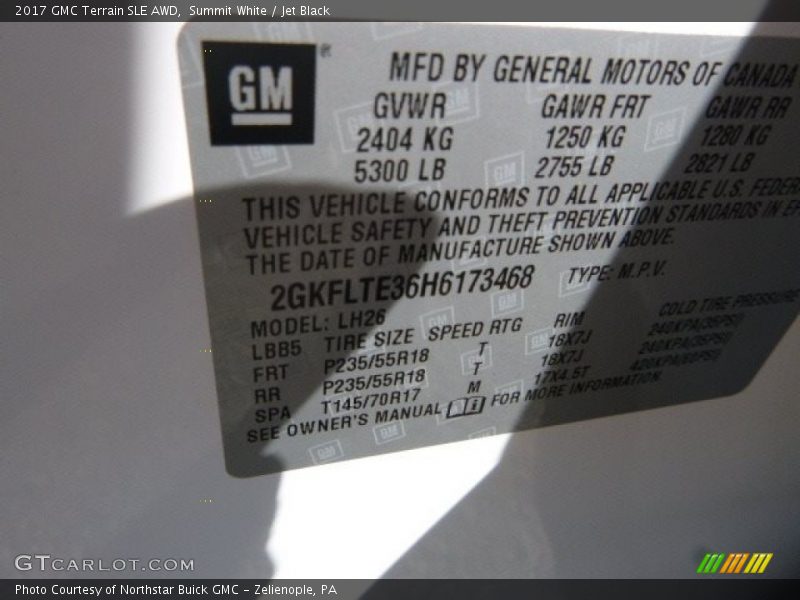 2017 GMC Terrain SLE AWD, Summit White / Jet Black
GM ®
MFD BY GENERAL MOTORS OF CANADA
GVWR GAWR FRT GAWR RR
2404 KG 1250 KG 1280 KG
5300 LB 2755 LB 2821 LB
THIS VEHICLE CONFORMS TO ALL APPLICABLE U.S. FEDER
VEHICLE SAFETY AND THEFT PREVENTION STANDARDS IN EF
THE DATE OF MANUFACTURE SHOWN ABOVE.
2GKFLTE36H6173468 TYPE: M.P.V.
MODEL: LH26
LBB5 TIRE SIZE SPEED RTG RIM COLD TIRE PRESSURE
FRT P235/55R18 T 18X7J 240KPA(35PSI)
RR P235/55R18 T 18X7J 240KPA(35PSI)
SPA T145/70R17 M 17X4.5T 420KPA(60PSI)
SEE OWNER'S MANUAL FOR MORE INFORMATION
GTCARLOT.COM
Photo Courtesy of Northstar Buick GMC - Zelienople, PA